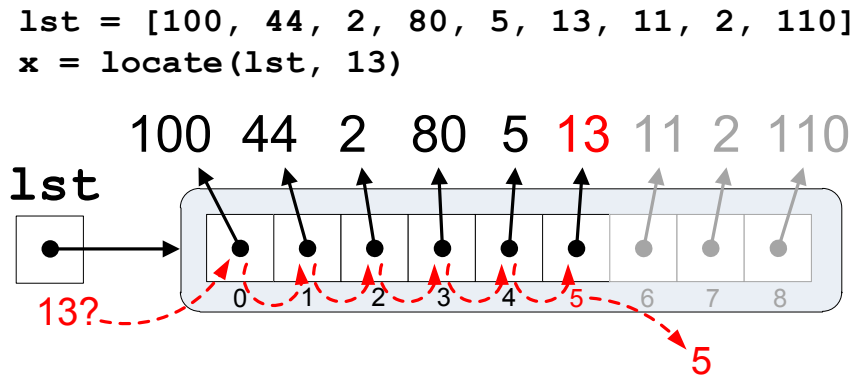 lst = [100, 44, 2, 80, 5, 13, 11, 2, 110]
x = locate(lst, 13)
100 44 2 80 5 13 11 2 110
lst
0 1 2 3 4 5 6 7 8
13?
5